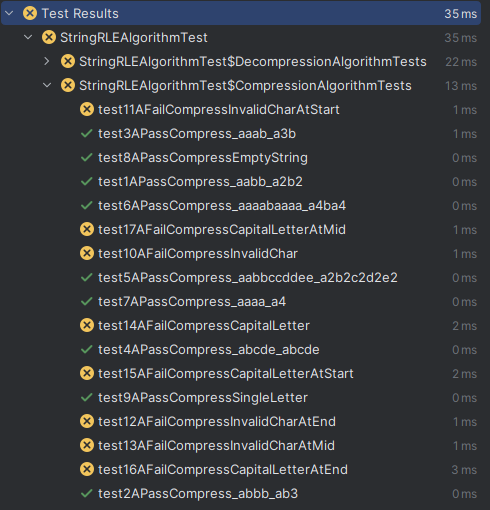 Test Results 35 ms
StringRLEAlgorithmTest 35 ms
StringRLEAlgorithmTest$DecompressionAlgorithmTests 22 ms
StringRLEAlgorithmTest$CompressionAlgorithmTests 13 ms
test11AFailCompressInvalidCharAtStart 1 ms
test3APassCompress_aaab_a3b 1 ms
test8APassCompressEmptyString 0 ms
test1APassCompress_aabb_a2b2 0 ms
test6APassCompress_aaaabaaaa_a4ba4 0 ms
test17AFailCompressCapitalLetterAtMid 1 ms
test10AFailCompressInvalidChar 1 ms
test5APassCompress_aabbccddee_a2b2c2d2e2 0 ms
test7APassCompress_aaaa_a4 0 ms
test14AFailCompressCapitalLetter 2 ms
test4APassCompress_abcde_abcde 0 ms
test15AFailCompressCapitalLetterAtStart 2 ms
test9APassCompressSingleLetter 0 ms
test12AFailCompressInvalidCharAtEnd 1 ms
test13AFailCompressInvalidCharAtMid 1 ms
test16AFailCompressCapitalLetterAtEnd 3 ms
test2APassCompress_abbb_ab3 0 ms